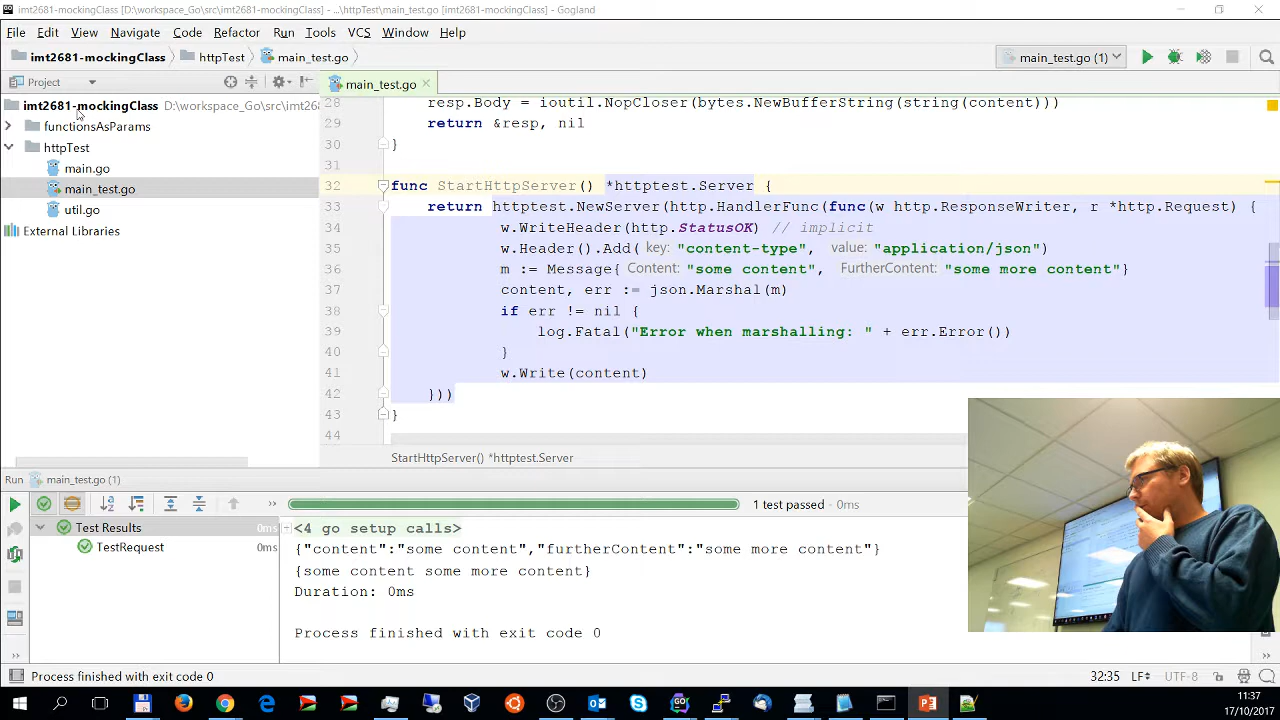 imt2681-mockingClass [D:\workspace_Go\src\imt2681-mockingClass] - ...\httpTest\main_test.go - Gogland
File Edit View Navigate Code Refactor Run Tools VCS Window Help
imt2681-mockingClass httpTest main_test.go main_test.go (1)
Project main_test.go
imt2681-mockingClass D:\workspace_Go\src\imt26
functionsAsParams
httpTest
main.go
main_test.go
util.go
External Libraries
28 resp.Body = ioutil.NopCloser(bytes.NewBufferString(string(content)))
29 return &resp, nil
30 }
31
32 func StartHttpServer() *httptest.Server {
33 return httptest.NewServer(http.HandlerFunc(func(w http.ResponseWriter, r *http.Request) {
34 w.WriteHeader(http.StatusOK) // implicit
35 w.Header().Add( key: "content-type", value: "application/json")
36 m := Message{ Content: "some content", FurtherContent: "some more content"}
37 content, err := json.Marshal(m)
38 if err != nil {
39 log.Fatal("Error when marshalling: " + err.Error())
40 }
41 w.Write(content)
42 }))
43 }
44
StartHttpServer() *httptest.Server
Run main_test.go (1)
1 test passed - 0ms
Test Results 0ms
TestRequest 0ms
<4 go setup calls>
{"content":"some content","furtherContent":"some more content"}
{some content some more content}
Duration: 0ms
Process finished with exit code 0
Process finished with exit code 0 32:35 LF UTF-8
11:37
17/10/2017